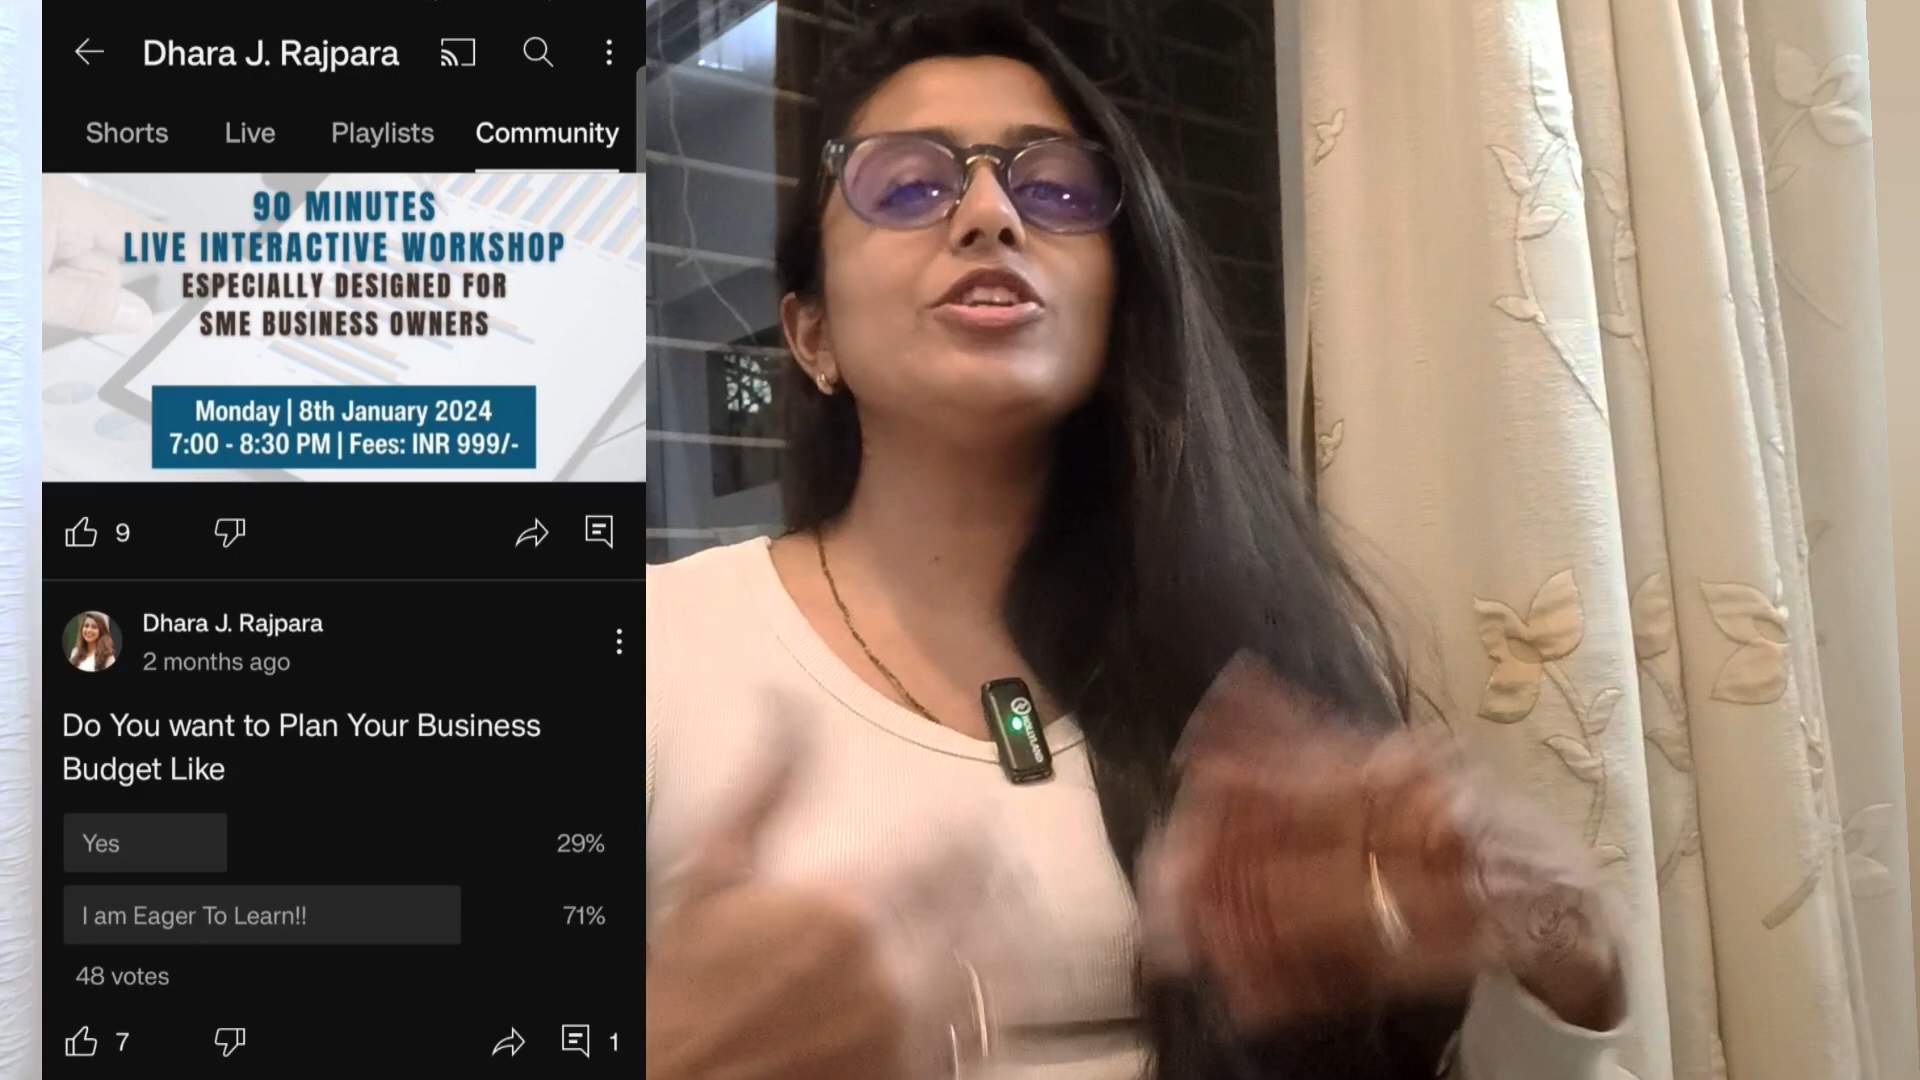 Dhara J. Rajpara
Shorts Live Playlists Community
90 MINUTES
LIVE INTERACTIVE WORKSHOP
ESPECIALLY DESIGNED FOR
SME BUSINESS OWNERS
Monday | 8th January 2024
7:00 - 8:30 PM | Fees: INR 999/-
9
Dhara J. Rajpara
2 months ago
Do You want to Plan Your Business
Budget Like
Yes 29%
I am Eager To Learn!! 71%
48 votes
7 1
HOLLYLAND